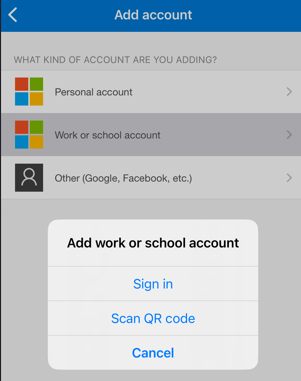 Add account
WHAT KIND OF ACCOUNT ARE YOU ADDING?
Personal account
Work or school account
Other (Google, Facebook, etc.)
Add work or school account
Sign in
Scan QR code
Cancel